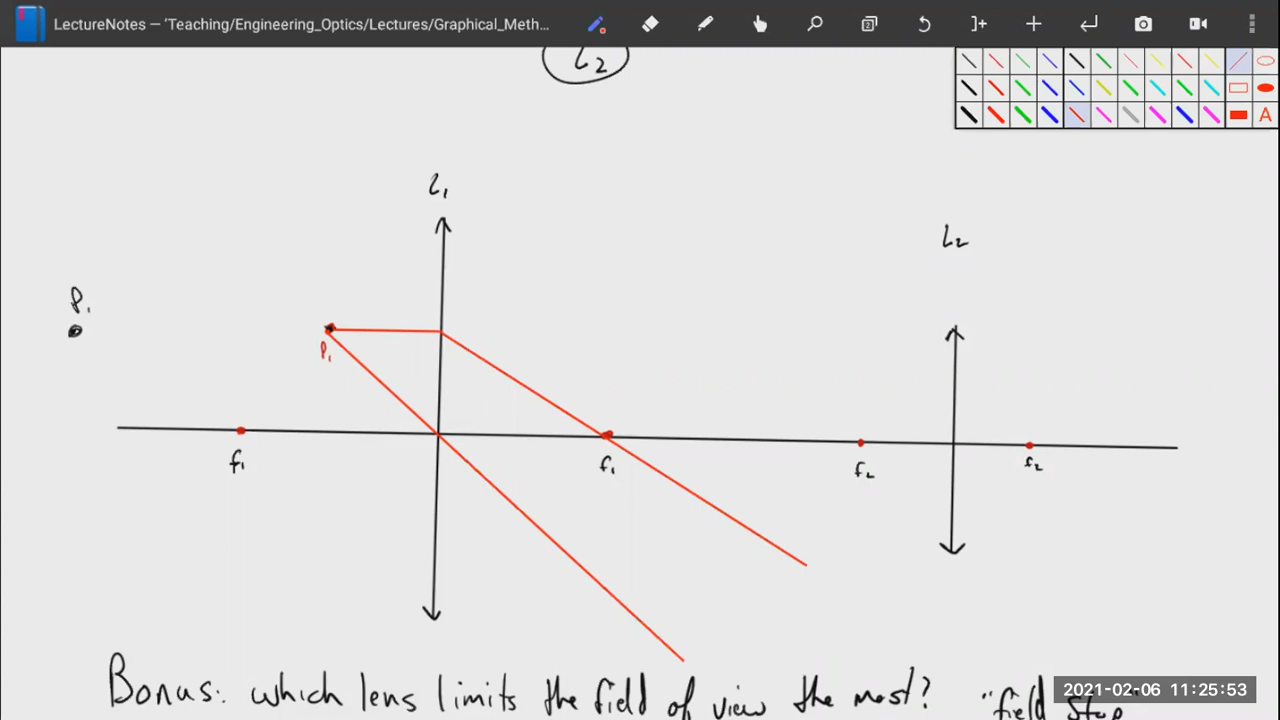 LectureNotes — 'Teaching/Engineering_Optics/Lectures/Graphical_Meth...
A
L2
L1
L2
P1
P1
f1
f1
f2
f2
Bonus: which lens limits the field of view the most? "field stop
2021-02-06 11:25:53